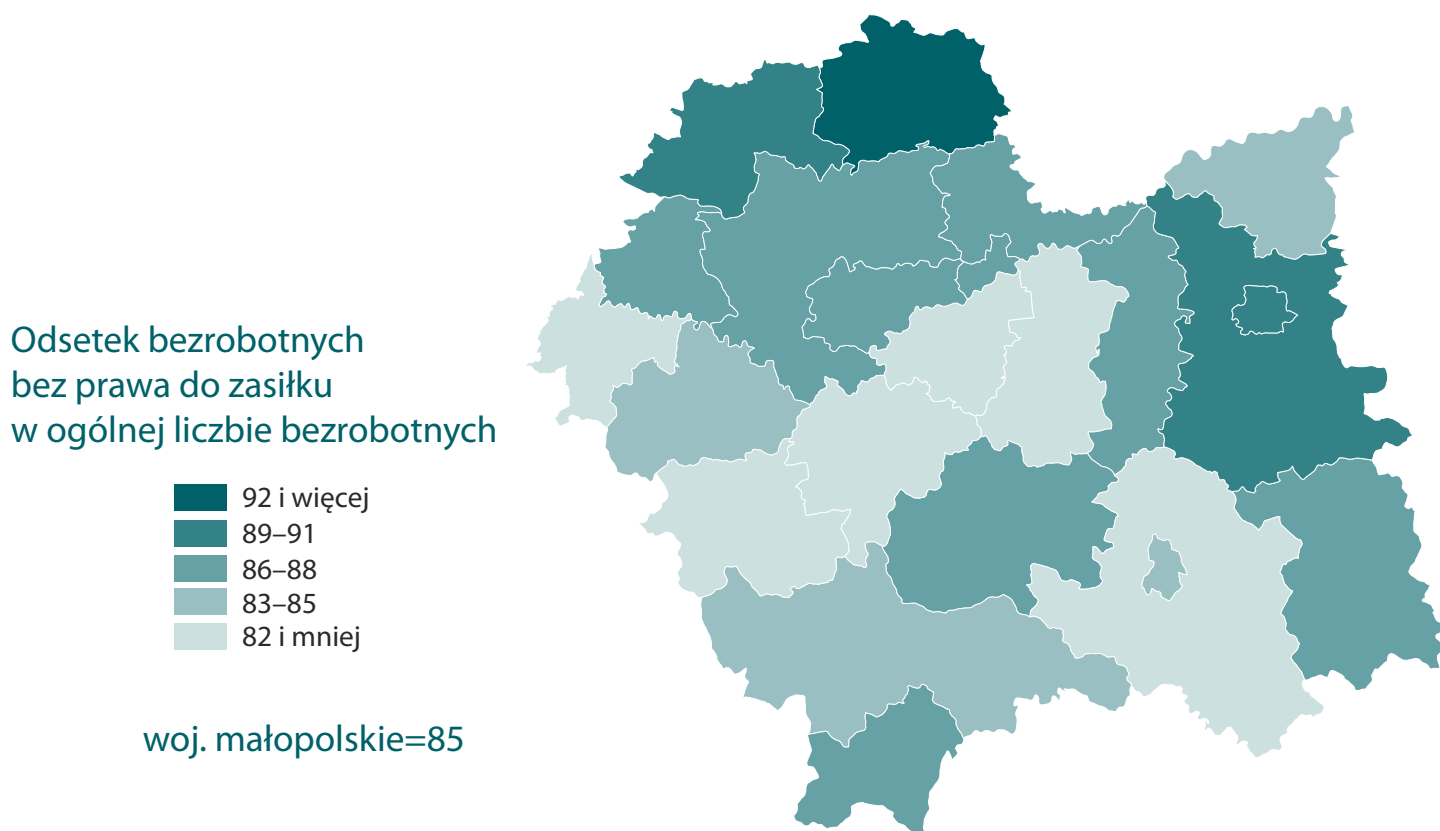 Odsetek bezrobotnych
bez prawa do zasiłku
w ogólnej liczbie bezrobotnych
92 i więcej
89–91
86–88
83–85
82 i mniej
woj. małopolskie=85